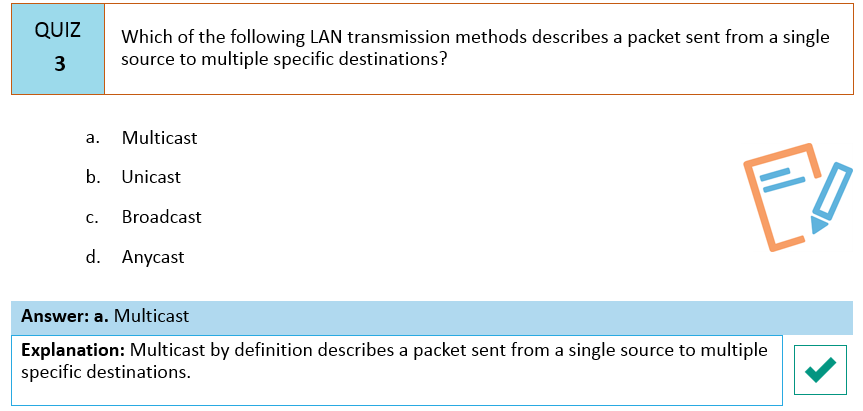 QUIZ
3
Which of the following LAN transmission methods describes a packet sent from a single
source to multiple specific destinations?
a. Multicast
b. Unicast
c. Broadcast
d. Anycast
Answer: a. Multicast
Explanation: Multicast by definition describes a packet sent from a single source to multiple
specific destinations.